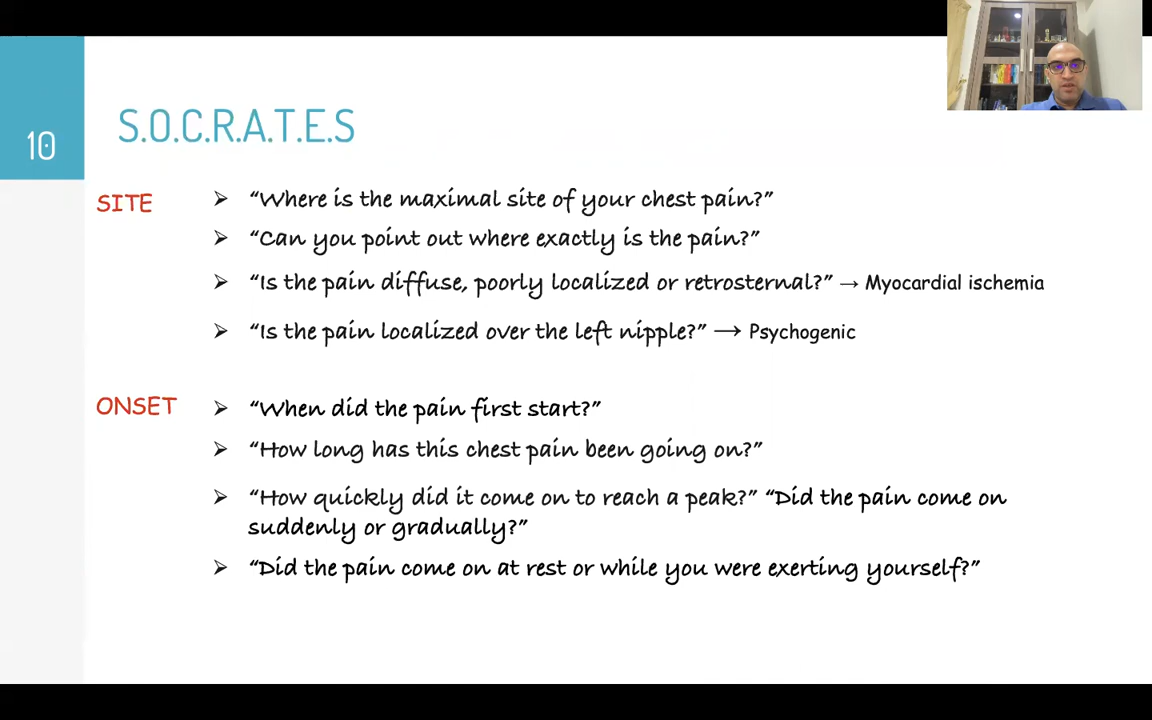 10
S.O.C.R.A.T.E.S
SITE
➢ “Where is the maximal site of your chest pain?”
➢ “Can you point out where exactly is the pain?”
➢ “Is the pain diffuse, poorly localized or retrosternal?” → Myocardial ischemia
➢ “Is the pain localized over the left nipple?” → Psychogenic
ONSET
➢ “When did the pain first start?”
➢ “How long has this chest pain been going on?”
➢ “How quickly did it come on to reach a peak?” “Did the pain come on
suddenly or gradually?”
➢ “Did the pain come on at rest or while you were exerting yourself?”